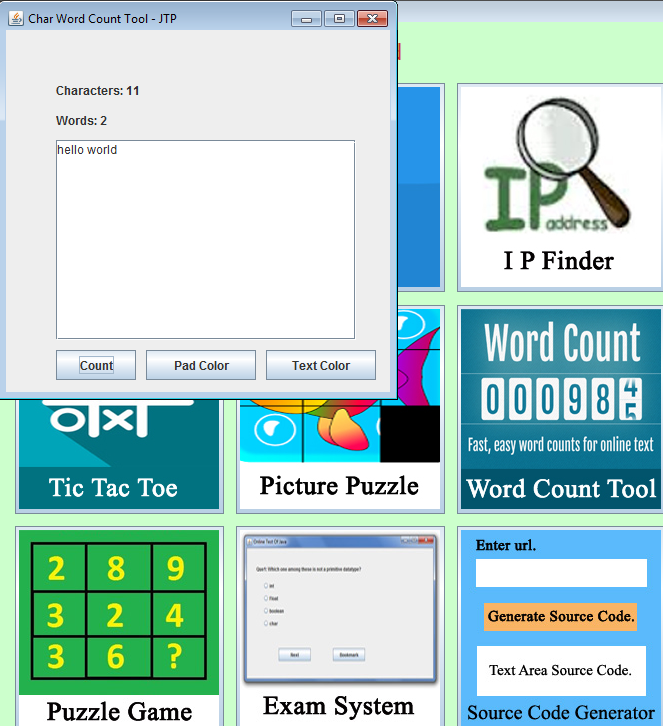 Char Word Count Tool - JTP
Characters: 11
Words: 2
hello world
Count
Pad Color
Text Color
IP
address
I P Finder
Tic Tac Toe
Picture Puzzle
Word Count
Fast, easy word counts for online text
Word Count Tool
2 8 9
3 2 4
3 6 ?
Puzzle Game
Online Test Of Java
Que1: Which one among these is not a primitive datatype?
int
Float
boolean
char
Next
Bookmark
Exam System
Enter url.
Generate Source Code.
Text Area Source Code.
Source Code Generator